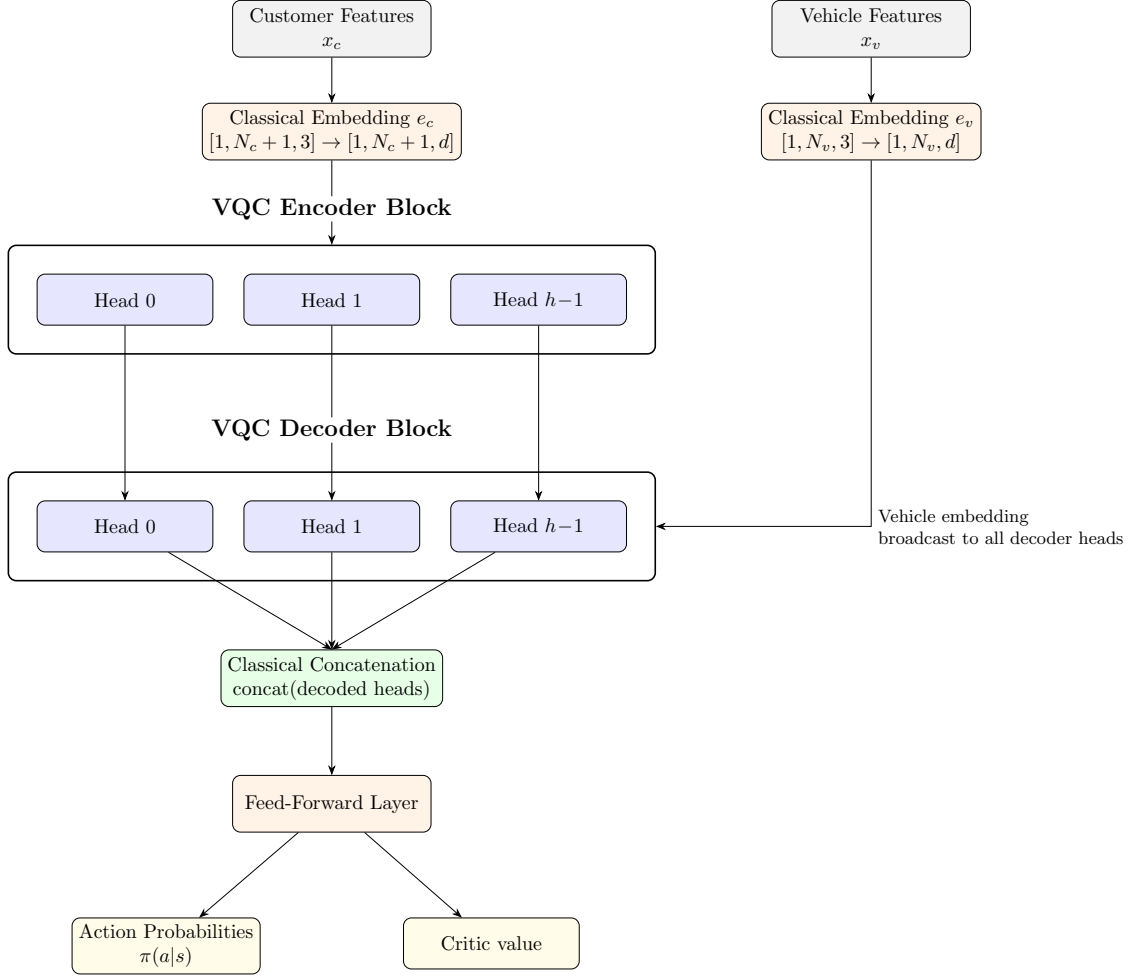 Customer Features
x_c
Vehicle Features
x_v
Classical Embedding e_c
[1, N_c + 1, 3] → [1, N_c + 1, d]
Classical Embedding e_v
[1, N_v, 3] → [1, N_v, d]
VQC Encoder Block
Head 0
Head 1
Head h−1
VQC Decoder Block
Head 0
Head 1
Head h−1
Vehicle embedding
broadcast to all decoder heads
Classical Concatenation
concat(decoded heads)
Feed-Forward Layer
Action Probabilities
π(a|s)
Critic value